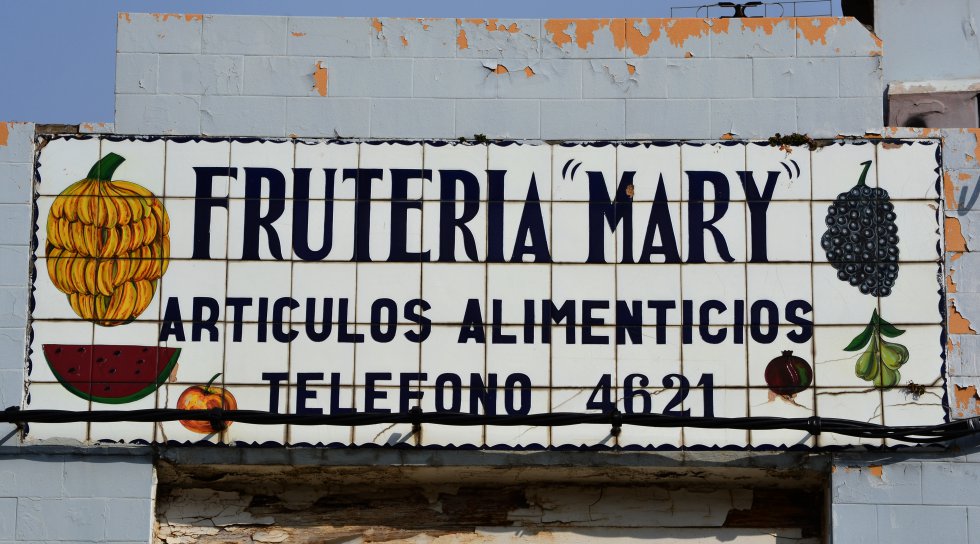 FRUTERIA "MARY"
ARTICULOS ALIMENTICIOS
TELEFONO 4621